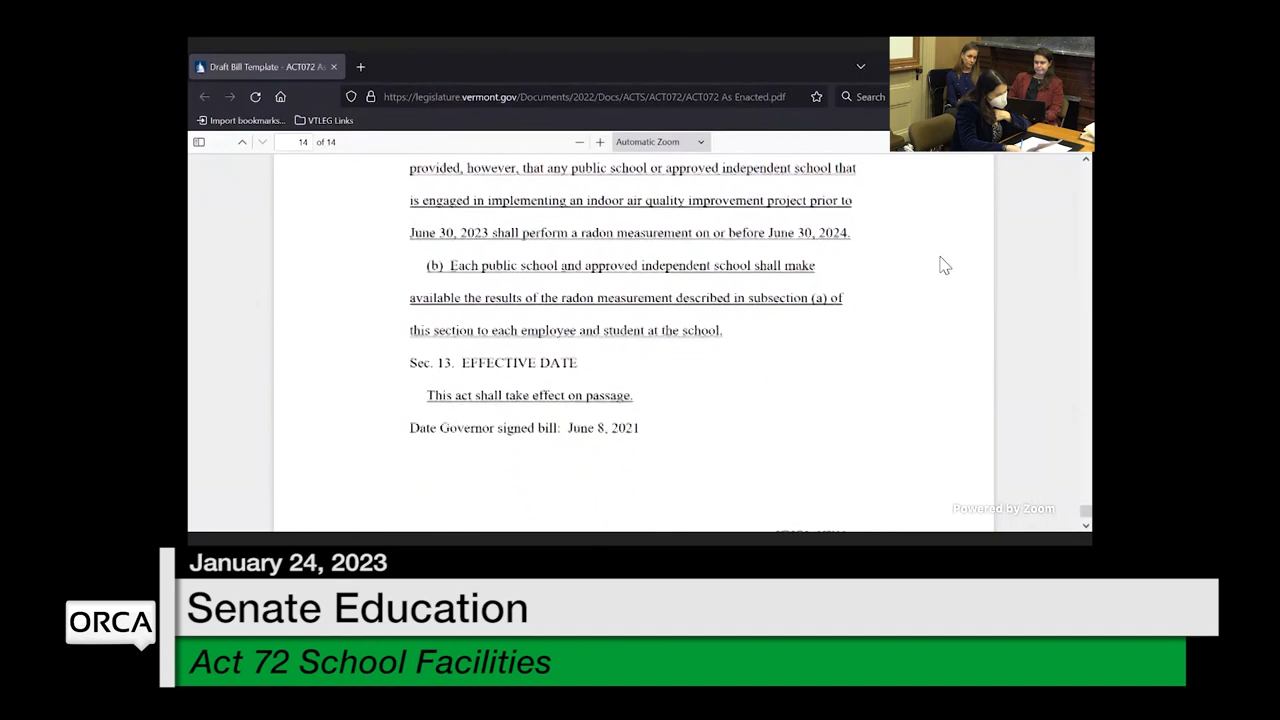 Draft Bill Template - ACT072 As
https://legislature.vermont.gov/Documents/2022/Docs/ACTS/ACT072/ACT072 As Enacted.pdf
Search
Import bookmarks...
VTLEG Links
14 of 14
Automatic Zoom
provided, however, that any public school or approved independent school that
is engaged in implementing an indoor air quality improvement project prior to
June 30, 2023 shall perform a radon measurement on or before June 30, 2024.
(b) Each public school and approved independent school shall make
available the results of the radon measurement described in subsection (a) of
this section to each employee and student at the school.
Sec. 13. EFFECTIVE DATE
This act shall take effect on passage.
Date Governor signed bill: June 8, 2021
Powered by Zoom
January 24, 2023
ORCA
Senate Education
Act 72 School Facilities